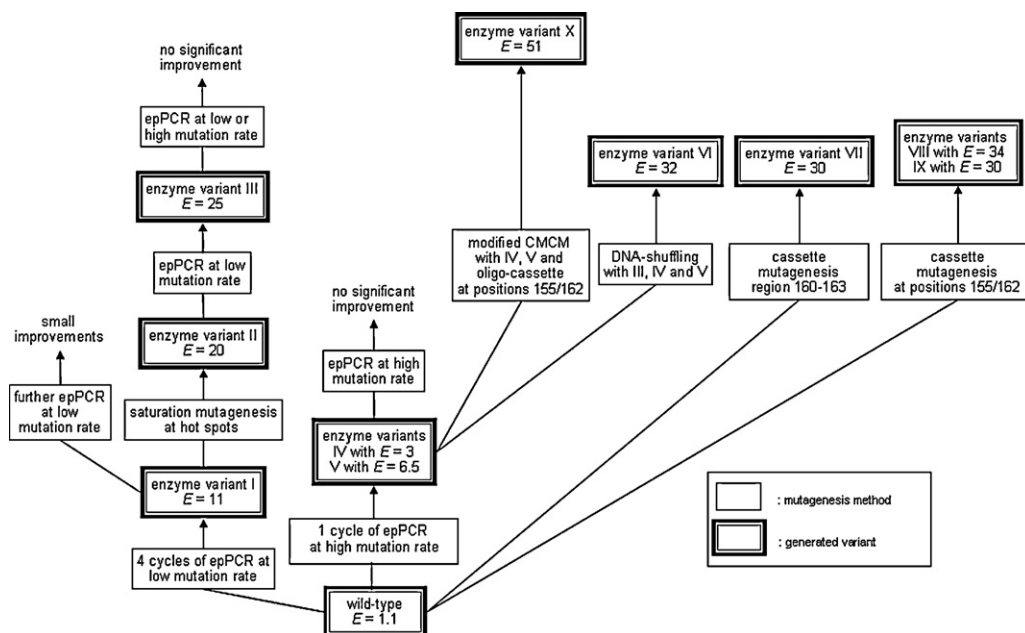 enzyme variant X
E = 51
no significant
improvement
epPCR at low or
high mutation rate
enzyme variant III
E = 25
epPCR at low
mutation rate
small
improvements
enzyme variant II
E = 20
further epPCR
at low
mutation rate
saturation mutagenesis
at hot spots
enzyme variant I
E = 11
4 cycles of epPCR at
low mutation rate
no significant
improvement
epPCR at high
mutation rate
enzyme variants
IV with E = 3
V with E = 6.5
1 cycle of epPCR
at high mutation rate
wild-type
E = 1.1
modified CMCM
with IV, V and
oligo-cassette
at positions 155/162
enzyme variant VI
E = 32
DNA-shuffling
with III, IV and V
enzyme variant VII
E = 30
cassette
mutagenesis
region 160-163
enzyme variants
VIII with E = 34
IX with E = 30
cassette
mutagenesis
at positions 155/162
: mutagenesis method
: generated variant